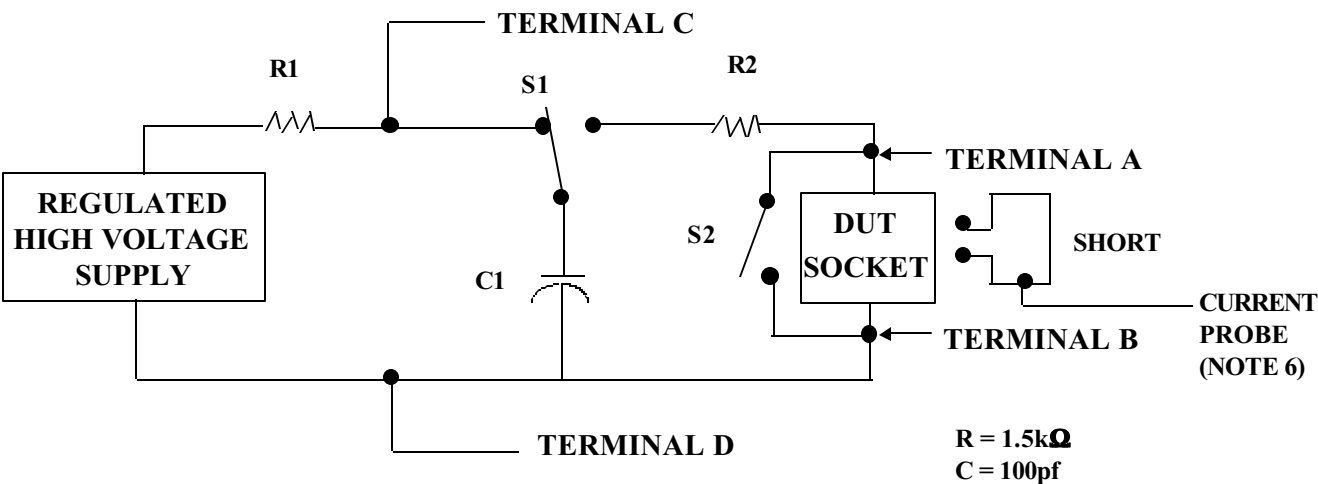 TERMINAL C
R1
S1
R2
REGULATED
HIGH VOLTAGE
SUPPLY
C1
S2
TERMINAL A
DUT
SOCKET
SHORT
TERMINAL B
CURRENT
PROBE
(NOTE 6)
TERMINAL D
R = 1.5kΩ
C = 100pf